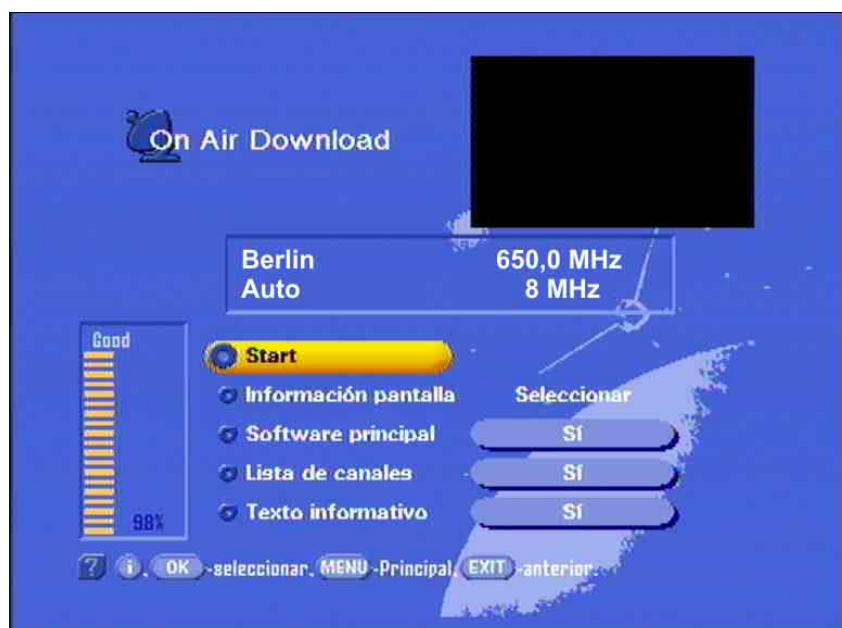 On Air Download
Berlin 650,0 MHz
Auto 8 MHz
Good
98%
Start
Información pantalla Seleccionar
Software principal Sí
Lista de canales Sí
Texto informativo Sí
? i, OK -seleccionar, MENU -Principal, EXIT -anterior.